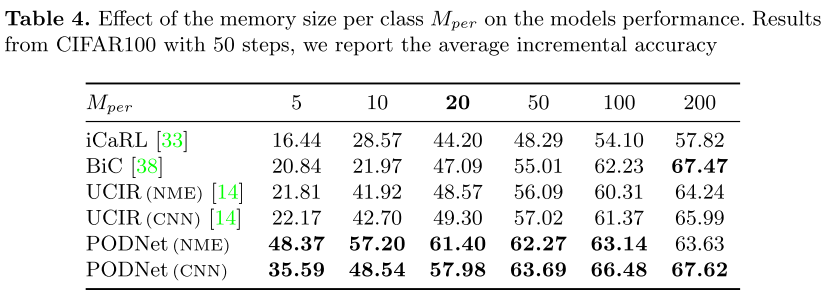 Table 4. Effect of the memory size per class M_per on the models performance. Results
from CIFAR100 with 50 steps, we report the average incremental accuracy
M_per 5 10 20 50 100 200
iCaRL [33] 16.44 28.57 44.20 48.29 54.10 57.82
BiC [38] 20.84 21.97 47.09 55.01 62.23 67.47
UCIR (NME) [14] 21.81 41.92 48.57 56.09 60.31 64.24
UCIR (CNN) [14] 22.17 42.70 49.30 57.02 61.37 65.99
PODNet (NME) 48.37 57.20 61.40 62.27 63.14 63.63
PODNet (CNN) 35.59 48.54 57.98 63.69 66.48 67.62